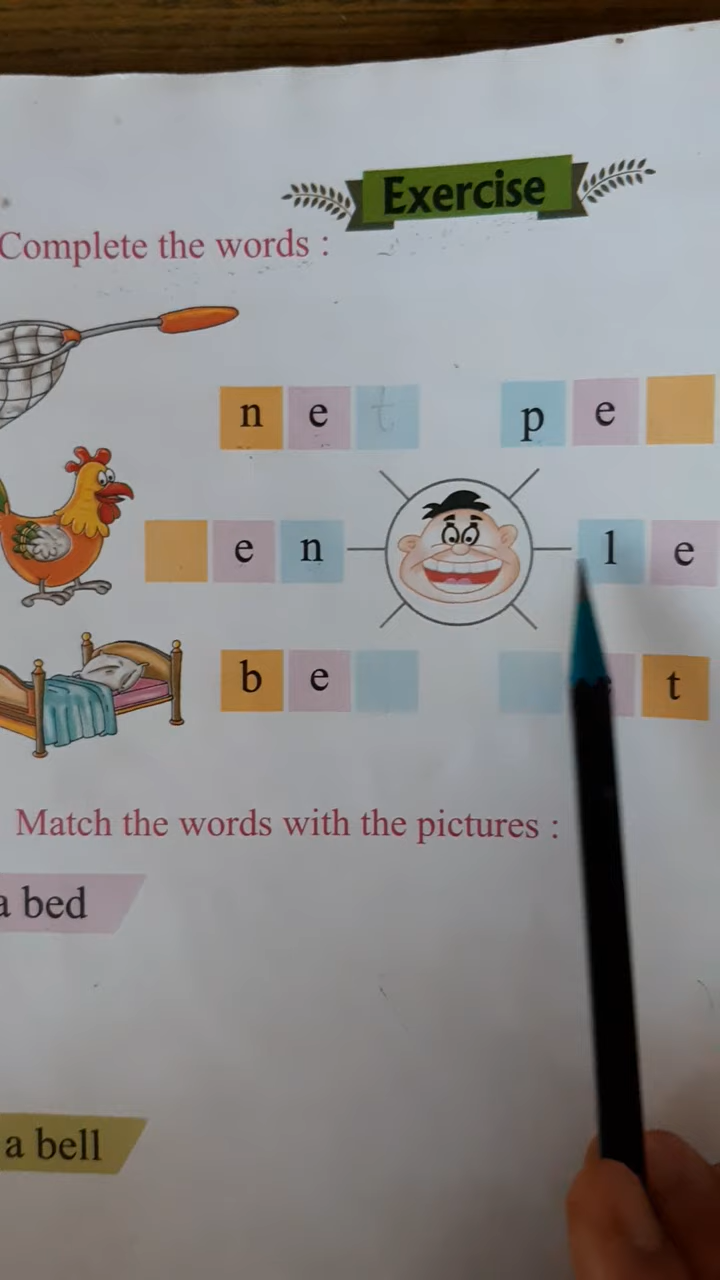 Exercise
Complete the words :
n e t p e
e n l e
b e t
Match the words with the pictures :
a bed
a bell